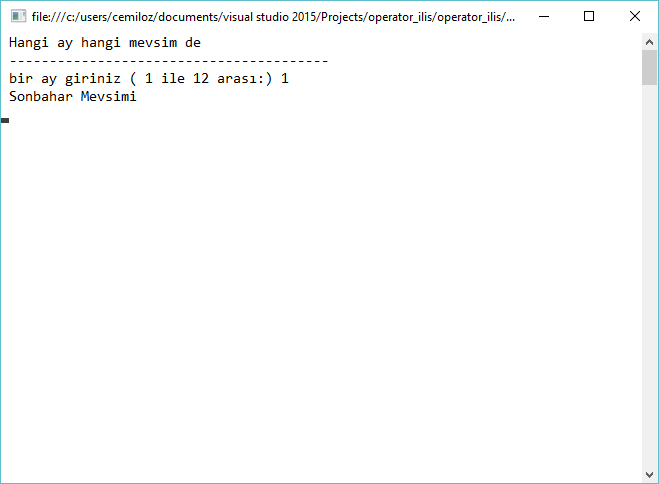 file:///c:/users/cemiloz/documents/visual studio 2015/Projects/operator_ilis/operator_ilis/...
Hangi ay hangi mevsim de
----------------------------------------
bir ay giriniz ( 1 ile 12 arası:) 1
Sonbahar Mevsimi